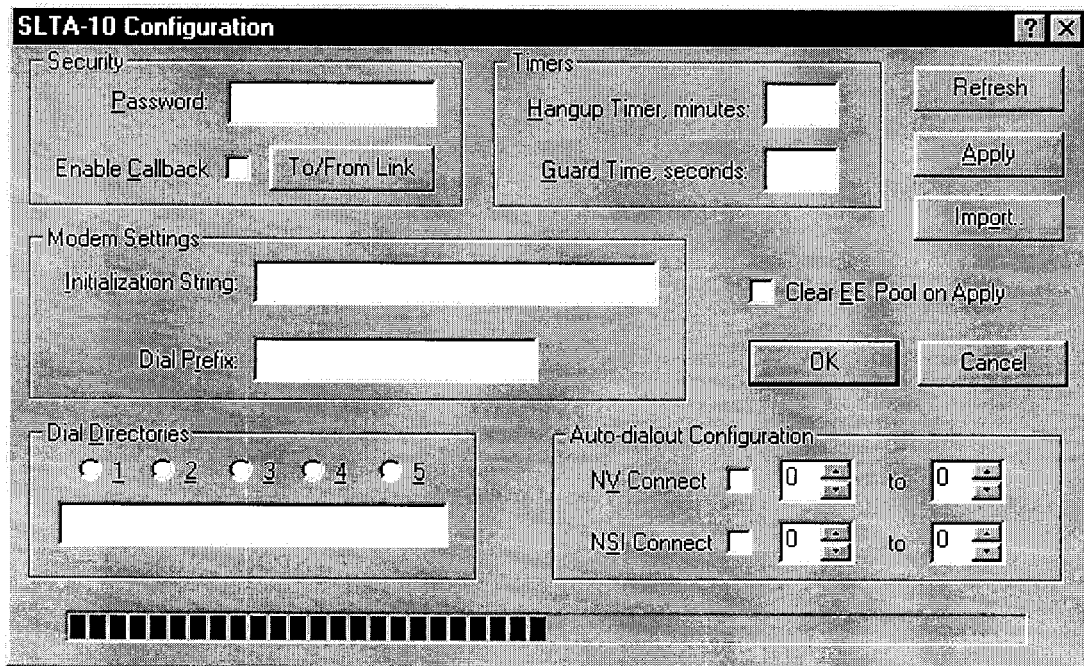 SLTA-10 Configuration
? X
Security
Password:
Enable Callback
To/From Link
Timers
Hangup Timer, minutes:
Guard Time, seconds:
Refresh
Apply
Import.
Modem Settings
Initialization String:
Dial Prefix:
Clear EE Pool on Apply
OK
Cancel
Dial Directories
1 2 3 4 5
Auto-dialout Configuration
NV Connect 0 to 0
NSI Connect 0 to 0